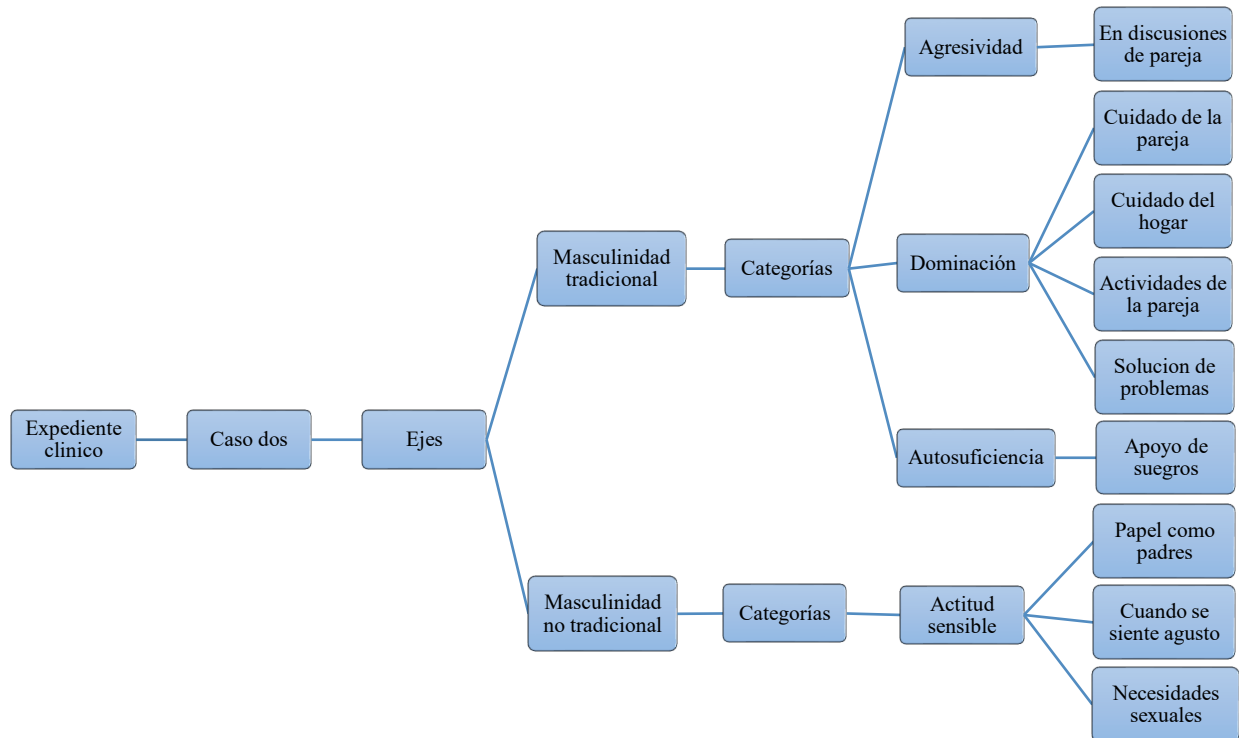 Expediente
clinico
Caso dos
Ejes
Masculinidad
tradicional
Categorías
Agresividad
En discusiones
de pareja
Dominación
Cuidado de la
pareja
Cuidado del
hogar
Actividades de
la pareja
Solucion de
problemas
Autosuficiencia
Apoyo de
suegros
Masculinidad
no tradicional
Categorías
Actitud
sensible
Papel como
padres
Cuando se
siente agusto
Necesidades
sexuales